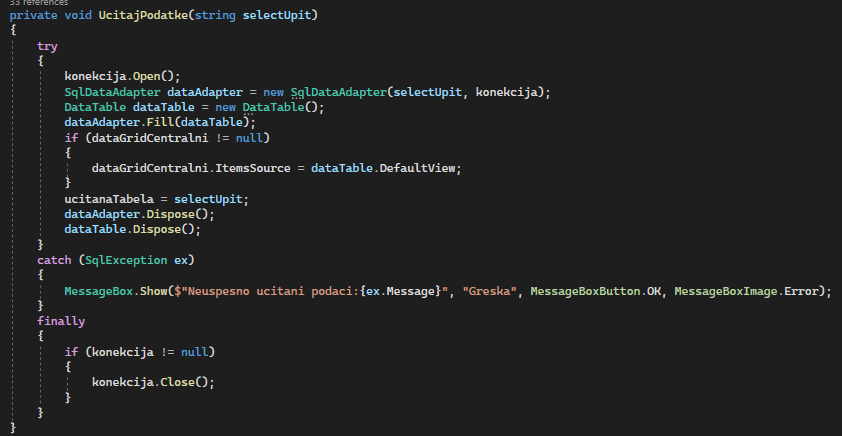 33 references
private void UcitajPodatke(string selectUpit)
{
    try
    {
        konekcija.Open();
        SqlDataAdapter dataAdapter = new SqlDataAdapter(selectUpit, konekcija);
        DataTable dataTable = new DataTable();
        dataAdapter.Fill(dataTable);
        if (dataGridCentralni != null)
        {
            dataGridCentralni.ItemsSource = dataTable.DefaultView;
        }
        ucitanaTabela = selectUpit;
        dataAdapter.Dispose();
        dataTable.Dispose();
    }
    catch (SqlException ex)
    {
        MessageBox.Show($"Neuspesno ucitani podaci:{ex.Message}", "Greska", MessageBoxButton.OK, MessageBoxImage.Error);
    }
    finally
    {
        if (konekcija != null)
        {
            konekcija.Close();
        }
    }
}